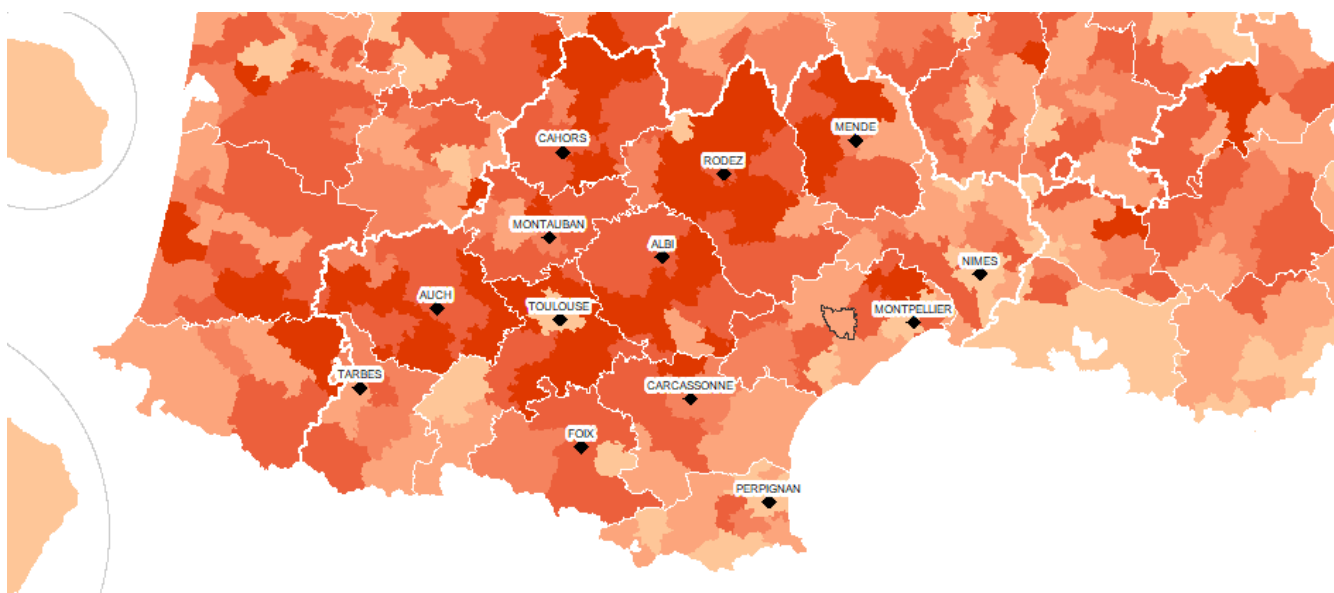 MENDE
CAHORS
RODEZ
MONTAUBAN
ALBI
NIMES
AUCH
TOULOUSE
MONTPELLIER
TARBES
CARCASSONNE
FOIX
PERPIGNAN